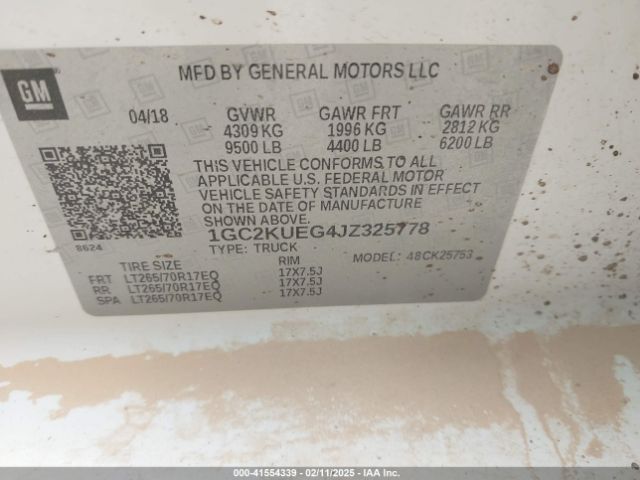 GM
MFD BY GENERAL MOTORS LLC
04/18 GVWR GAWR FRT GAWR RR
4309 KG 1996 KG 2812 KG
9500 LB 4400 LB 6200 LB
THIS VEHICLE CONFORMS TO ALL
APPLICABLE U.S. FEDERAL MOTOR
VEHICLE SAFETY STANDARDS IN EFFECT
ON THE DATE OF MANUFACTURE
SHOWN ABOVE.
8624
1GC2KUEG4JZ325778
TYPE: TRUCK MODEL: 48CK25753
TIRE SIZE RIM
FRT LT265/70R17EQ 17X7.5J
RR LT265/70R17EQ 17X7.5J
SPA LT265/70R17EQ 17X7.5J
000-41554339 - 02/11/2025 - IAA Inc.